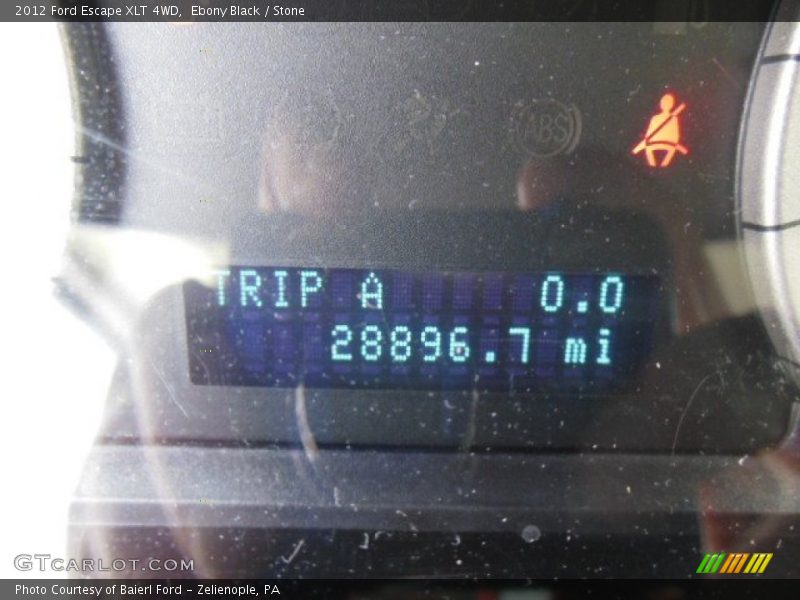 2012 Ford Escape XLT 4WD, Ebony Black / Stone
ABS
TRIP A 0.0
28896.7 mi
GTCARLOT.COM
Photo Courtesy of Baierl Ford - Zelienople, PA